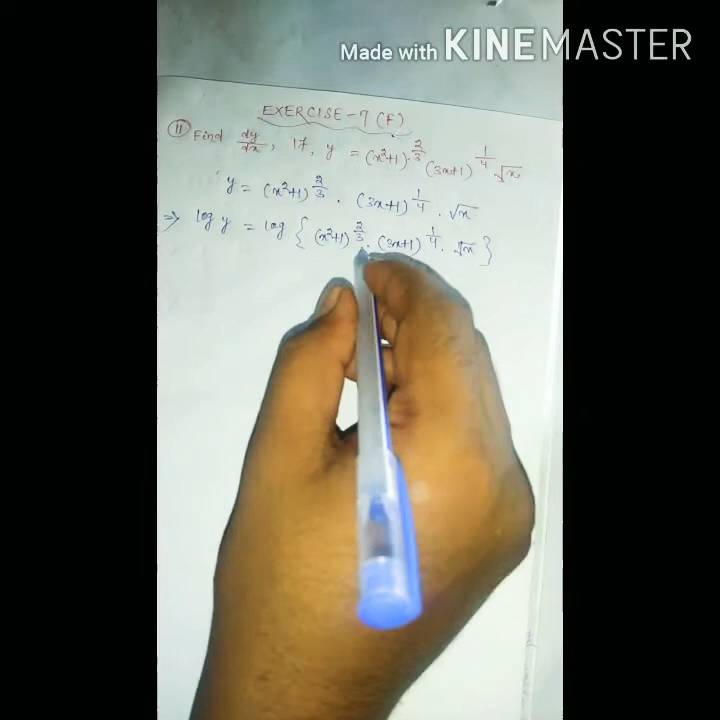 Made with KINEMASTER
EXERCISE-7 (F)
11 Find dy/dx, if, y = (x²+1)^2/3 (3x+1)^1/4 √x
y = (x²+1)^2/3 . (3x+1)^1/4 . √x
⇒ log y = log { (x²+1)^2/3 . (3x+1)^1/4 . √x }